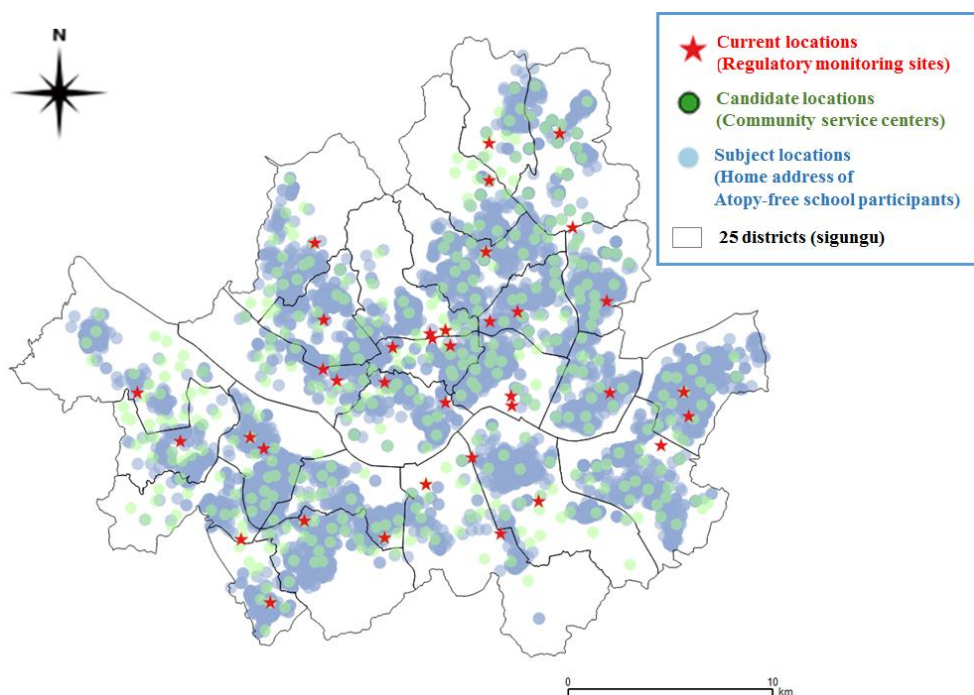 N
Current locations
(Regulatory monitoring sites)
Candidate locations
(Community service centers)
Subject locations
(Home address of
Atopy-free school participants)
25 districts (sigungu)
0 10
km